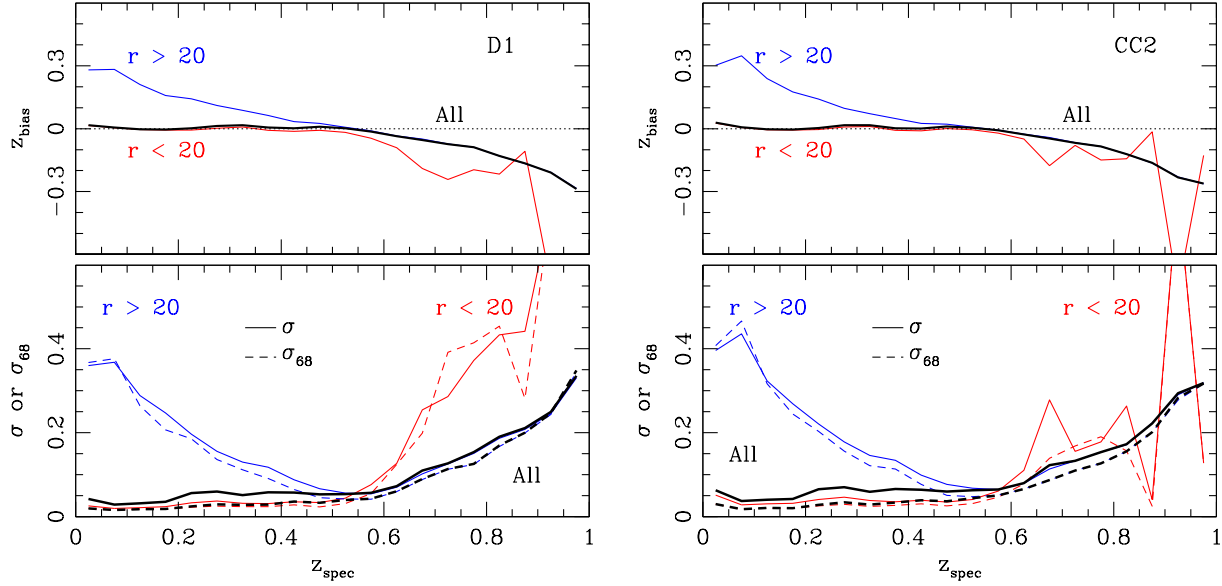 r > 20
D1
All
r < 20
z_bias
0.3
0
−0.3
r > 20
CC2
All
r < 20
z_bias
0.3
0
−0.3
r > 20
r < 20
σ
σ_68
All
σ or σ_68
0.4
0.2
0
0
0.2
0.4
0.6
0.8
1
z_spec
r > 20
σ
r < 20
σ_68
All
σ or σ_68
0.4
0.2
0
0
0.2
0.4
0.6
0.8
1
z_spec